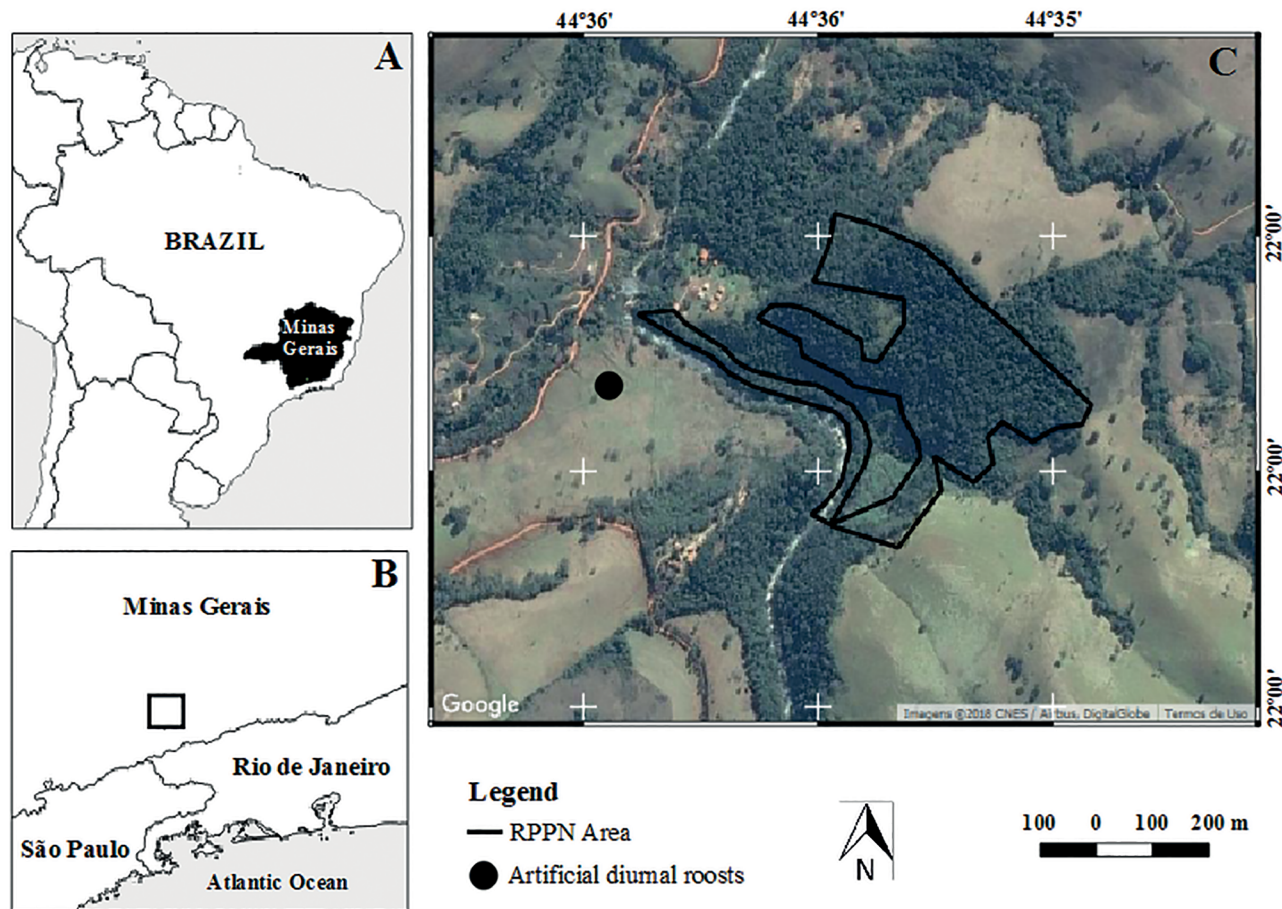 A
BRAZIL
Minas
Gerais
B
Minas Gerais
Rio de Janeiro
São Paulo
Atlantic Ocean
44°36' 44°36' 44°35'
C
22°00'
22°00'
22°00'
Google
Imagens ©2018 CNES / Airbus, DigitalGlobe Termos de Uso
Legend
RPPN Area
Artificial diurnal roosts
N
100 0 100 200 m